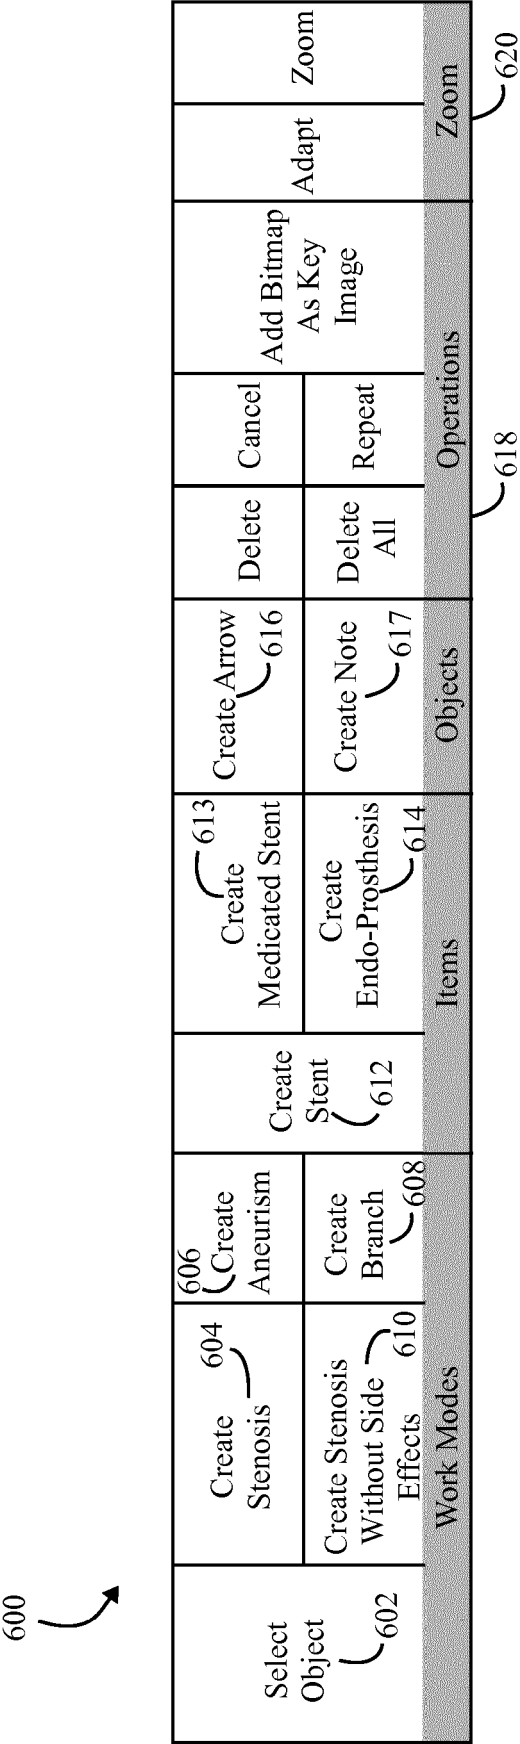 600
Select
Object
602
Create
Stenosis
604
Create Stenosis
Without Side
Effects
610
606
Create
Aneurism
Create
Branch
608
Work Modes
Create
Stent
612
613
Create
Medicated Stent
Create
Endo-Prosthesis
614
Items
Create Arrow
616
Create Note
617
Objects
Delete
Delete
All
Cancel
Repeat
Add Bitmap
As Key
Image
Operations
618
Adapt
Zoom
Zoom
620